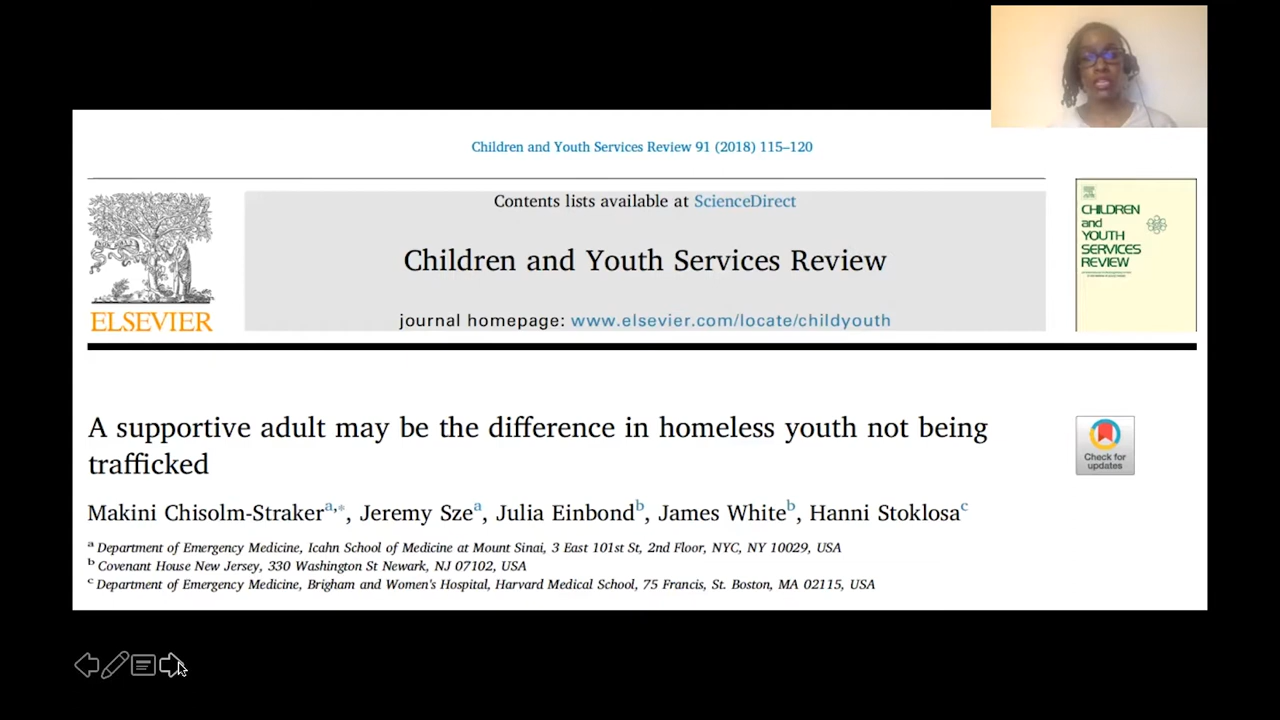 Children and Youth Services Review 91 (2018) 115–120
Contents lists available at ScienceDirect
Children and Youth Services Review
journal homepage: www.elsevier.com/locate/childyouth
ELSEVIER
CHILDREN
and
YOUTH
SERVICES
REVIEW
A supportive adult may be the difference in homeless youth not being
trafficked
Check for
updates
Makini Chisolm-Straker a,*, Jeremy Sze a, Julia Einbond b, James White b, Hanni Stoklosa c
a Department of Emergency Medicine, Icahn School of Medicine at Mount Sinai, 3 East 101st St, 2nd Floor, NYC, NY 10029, USA
b Covenant House New Jersey, 330 Washington St Newark, NJ 07102, USA
c Department of Emergency Medicine, Brigham and Women's Hospital, Harvard Medical School, 75 Francis, St. Boston, MA 02115, USA